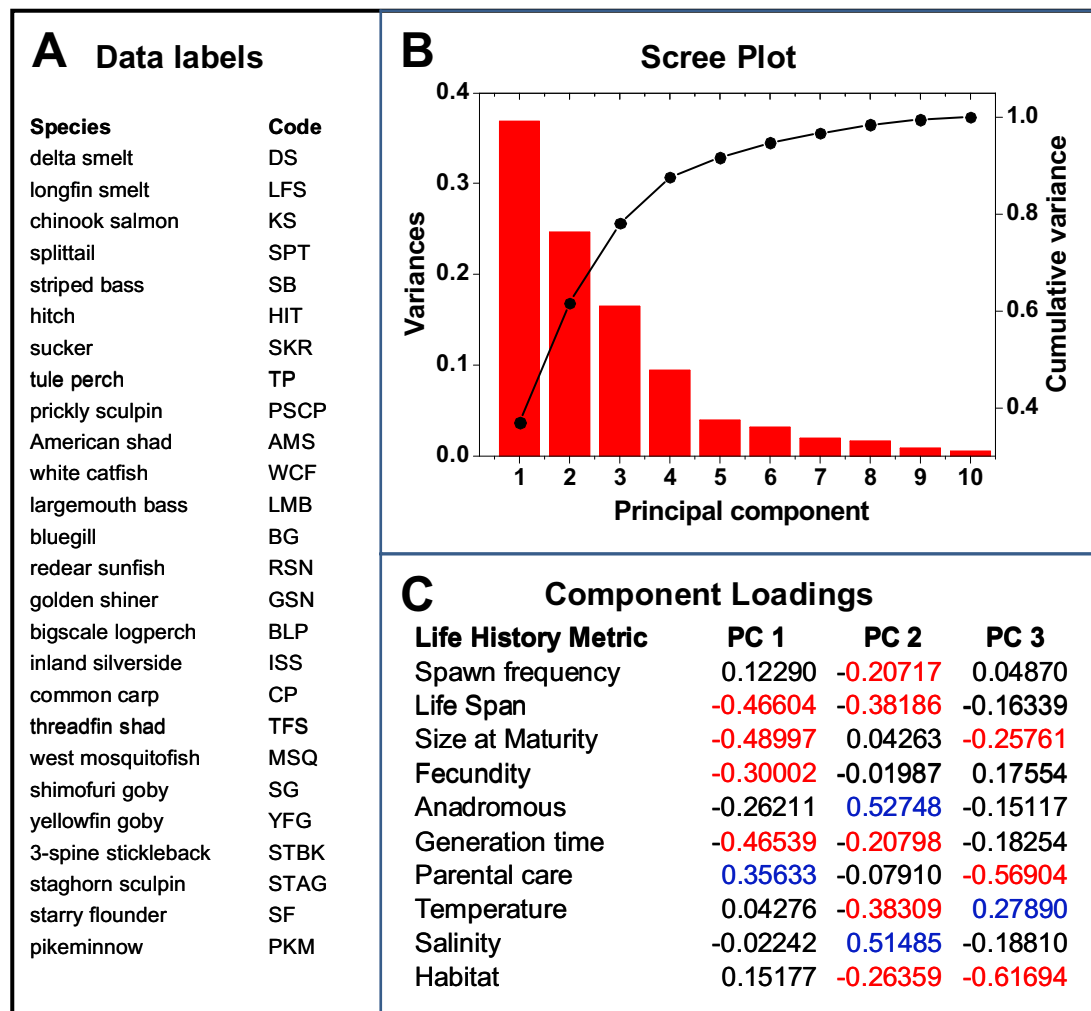 A Data labels
Species Code
delta smelt DS
longfin smelt LFS
chinook salmon KS
splittail SPT
striped bass SB
hitch HIT
sucker SKR
tule perch TP
prickly sculpin PSCP
American shad AMS
white catfish WCF
largemouth bass LMB
bluegill BG
redear sunfish RSN
golden shiner GSN
bigscale logperch BLP
inland silverside ISS
common carp CP
threadfin shad TFS
west mosquitofish MSQ
shimofuri goby SG
yellowfin goby YFG
3-spine stickleback STBK
staghorn sculpin STAG
starry flounder SF
pikeminnow PKM
B Scree Plot
Variances
0.4
0.3
0.2
0.1
0.0
1 2 3 4 5 6 7 8 9 10
Principal component
1.0
0.8
0.6
0.4
Cumulative variance
C Component Loadings
Life History Metric PC 1 PC 2 PC 3
Spawn frequency 0.12290 -0.20717 0.04870
Life Span -0.46604 -0.38186 -0.16339
Size at Maturity -0.48997 0.04263 -0.25761
Fecundity -0.30002 -0.01987 0.17554
Anadromous -0.26211 0.52748 -0.15117
Generation time -0.46539 -0.20798 -0.18254
Parental care 0.35633 -0.07910 -0.56904
Temperature 0.04276 -0.38309 0.27890
Salinity -0.02242 0.51485 -0.18810
Habitat 0.15177 -0.26359 -0.61694